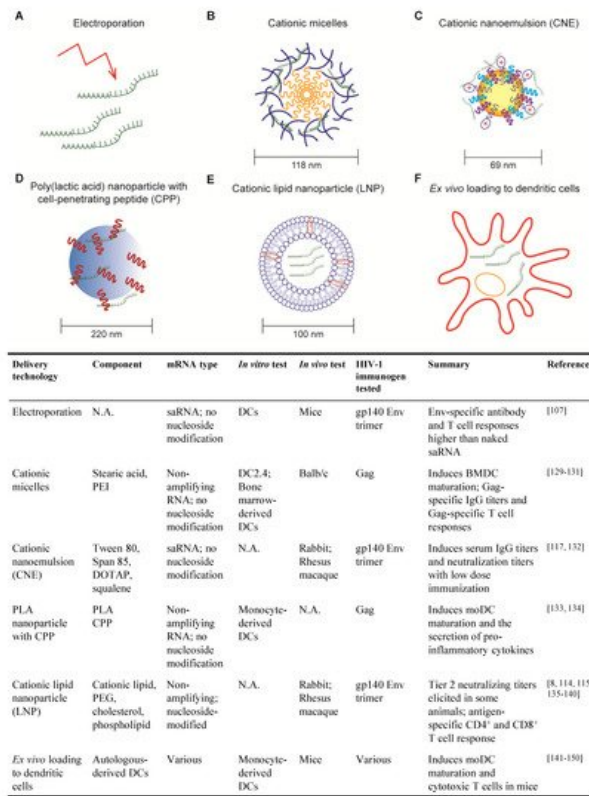 A
Electroporation
B
Cationic micelles
118 nm
C
Cationic nanoemulsion (CNE)
69 nm
D
Poly(lactic acid) nanoparticle with
cell-penetrating peptide (CPP)
220 nm
E
Cationic lipid nanoparticle (LNP)
100 nm
F
Ex vivo loading to dendritic cells
Delivery technology Component mRNA type In vitro test In vivo test HIV-1 immunogen tested Summary Reference
Electroporation N.A. saRNA; no nucleoside modification DCs Mice gp140 Env trimer Env-specific antibody and T cell responses higher than naked saRNA [107]
Cationic micelles Stearic acid, PEI Non-amplifying RNA; no nucleoside modification DC2.4; Bone marrow-derived DCs Balb/c Gag Induces BMDC maturation; Gag-specific IgG titers and Gag-specific T cell responses [129-131]
Cationic nanoemulsion (CNE) Tween 80, Span 85, DOTAP, squalene saRNA; no nucleoside modification N.A. Rabbit; Rhesus macaque gp140 Env trimer Induces serum IgG titers and neutralization titers with low dose immunization [117, 132]
PLA nanoparticle with CPP PLA CPP Non-amplifying RNA; no nucleoside modification Monocyte-derived DCs N.A. Gag Induces moDC maturation and the secretion of pro-inflammatory cytokines [133, 134]
Cationic lipid nanoparticle (LNP) Cationic lipid, PEG, cholesterol, phospholipid Non-amplifying; nucleoside-modified N.A. Rabbit; Rhesus macaque gp140 Env trimer Tier 2 neutralizing titers elicited in some animals; antigen-specific CD4⁺ and CD8⁺ T cell response [8, 114, 115, 135-140]
Ex vivo loading to dendritic cells Autologous-derived DCs Various Monocyte-derived DCs Mice Various Induces moDC maturation and cytotoxic T cells in mice [141-150]